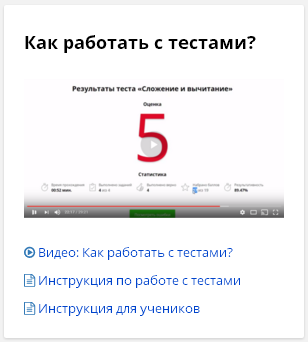 Как работать с тестами?
Результаты теста «Сложение и вычитание»
Оценка
5
Статистика
Видео: Как работать с тестами?
Инструкция по работе с тестами
Инструкция для учеников